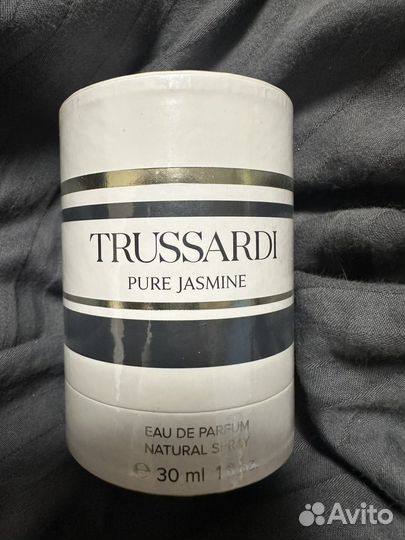 TRUSSARDI
PURE JASMINE
EAU DE PARFUM
NATURAL SPRAY
℮ 30 ml
Avito